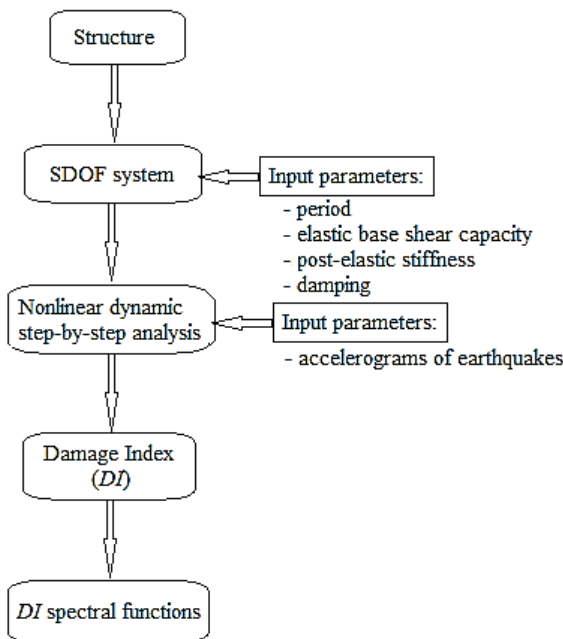 Structure
SDOF system
Input parameters:
- period
- elastic base shear capacity
- post-elastic stiffness
- damping
Nonlinear dynamic
step-by-step analysis
Input parameters:
- accelerograms of earthquakes
Damage Index
(DI)
DI spectral functions